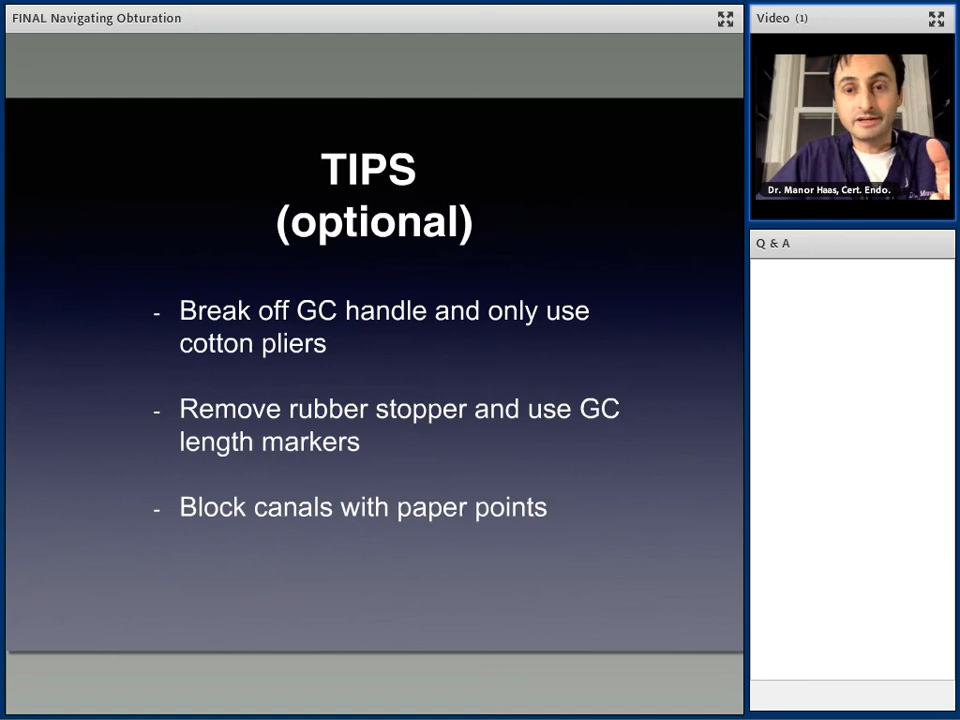 FINAL Navigating Obturation
TIPS
(optional)
- Break off GC handle and only use
cotton pliers
- Remove rubber stopper and use GC
length markers
- Block canals with paper points
Video (1)
Dr. Manor Haas, Cert. Endo.
Q & A